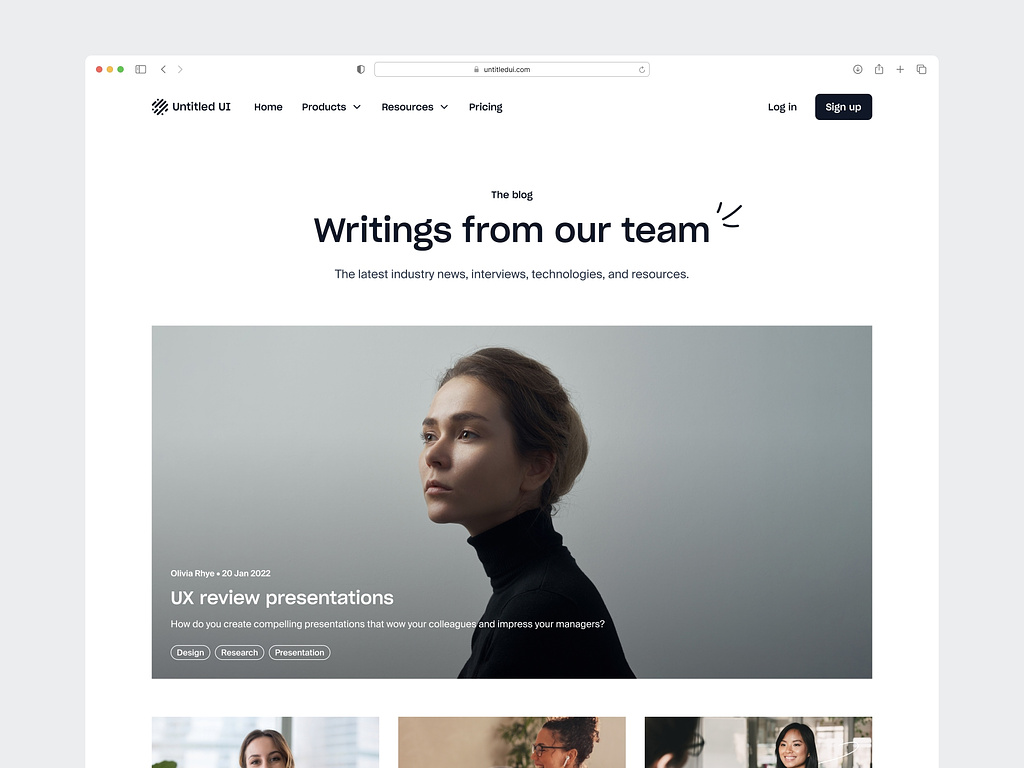 untitledui.com
Untitled UI Home Products Resources Pricing Log in Sign up
The blog
Writings from our team
The latest industry news, interviews, technologies, and resources.
Olivia Rhye • 20 Jan 2022
UX review presentations
How do you create compelling presentations that wow your colleagues and impress your managers?
Design Research Presentation